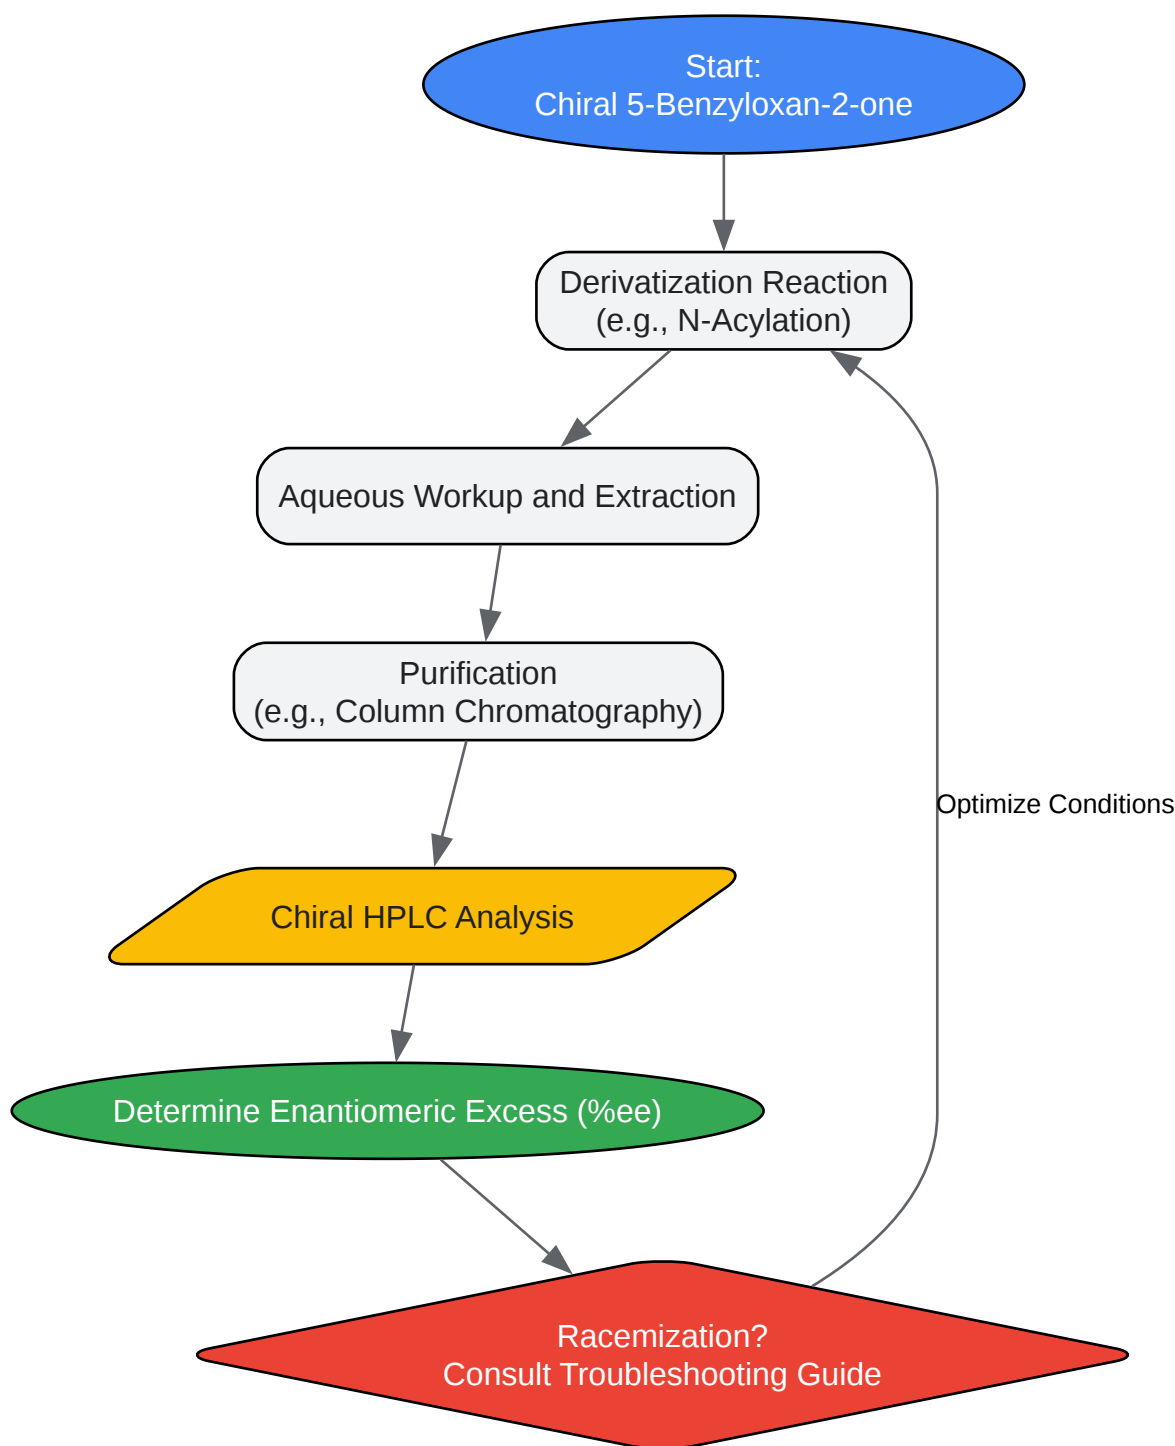 Start:
Chiral 5-Benzyloxan-2-one
Derivatization Reaction
(e.g., N-Acylation)
Aqueous Workup and Extraction
Purification
(e.g., Column Chromatography)
Optimize Conditions
Chiral HPLC Analysis
Determine Enantiomeric Excess (%ee)
Racemization?
Consult Troubleshooting Guide